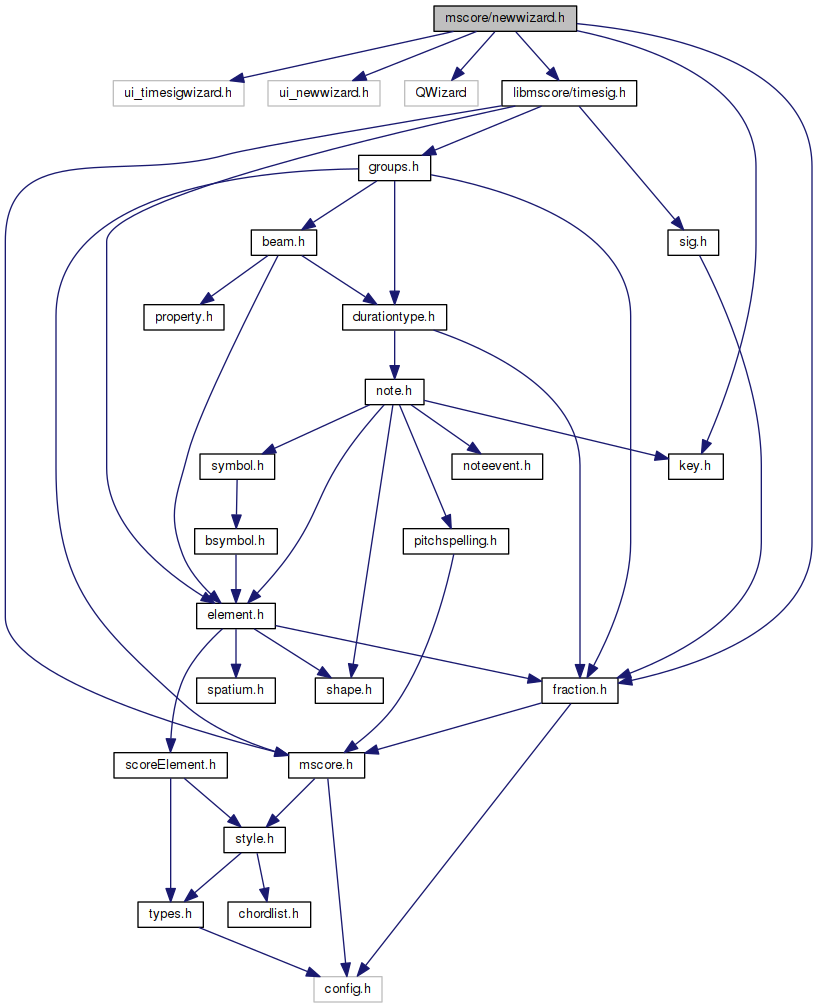 mscore/newwizard.h
ui_timesigwizard.h
ui_newwizard.h
QWizard
libmscore/timesig.h
groups.h
beam.h
sig.h
property.h
durationtype.h
note.h
symbol.h
noteevent.h
key.h
bsymbol.h
pitchspelling.h
element.h
spatium.h
shape.h
fraction.h
scoreElement.h
mscore.h
style.h
types.h
chordlist.h
config.h